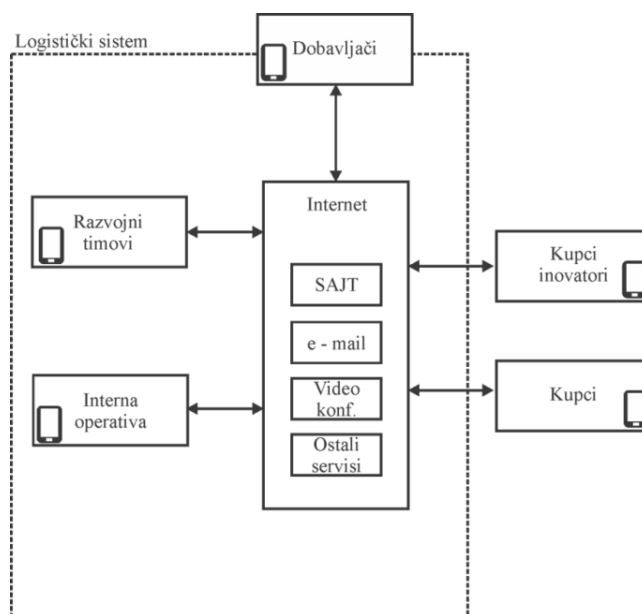 Logistički sistem
Dobavljači
Internet
Razvojni
timovi
SAJT
e - mail
Video
konf.
Ostali
servisi
Interna
operativa
Kupci
inovatori
Kupci